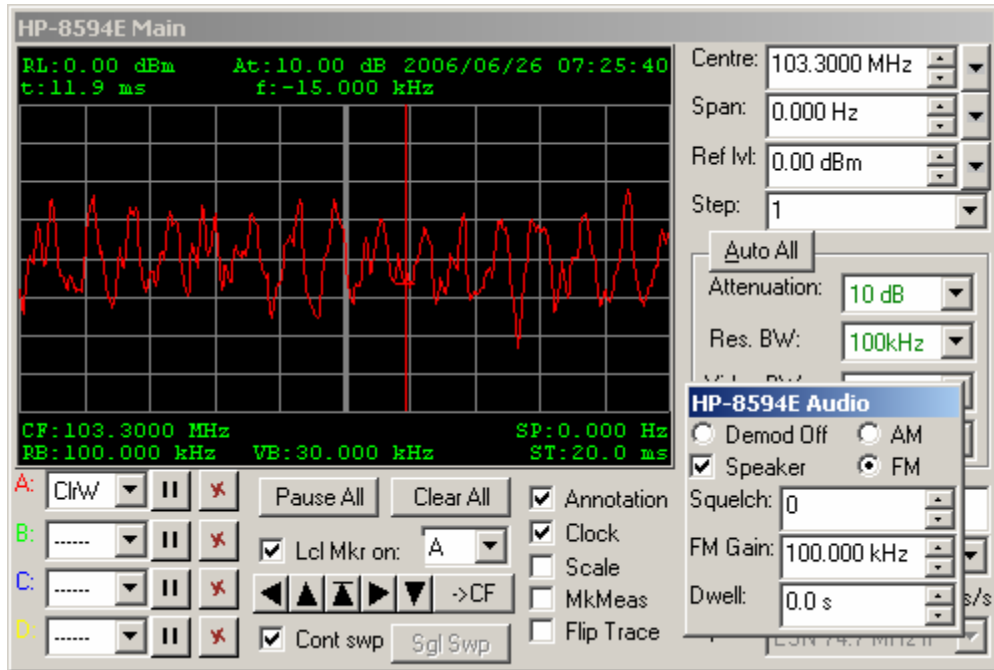 HP-8594E Main
RL:0.00 dBm At:10.00 dB 2006/06/26 07:25:40
t:11.9 ms f:-15.000 kHz
CF:103.3000 MHz SP:0.000 Hz
RB:100.000 kHz VB:30.000 kHz ST:20.0 ms
Centre: 103.3000 MHz
Span: 0.000 Hz
Ref lvl: 0.00 dBm
Step: 1
Auto All
Attenuation: 10 dB
Res. BW: 100kHz
HP-8594E Audio
Demod Off AM
Speaker FM
Squelch: 0
FM Gain: 100.000 kHz
Dwell: 0.0 s
s/s
A: ClrW
B: ------
C: ------
D: ------
Pause All Clear All
Lcl Mkr on: A
->CF
Cont swp Sgl Swp
Annotation
Clock
Scale
MkMeas
Flip Trace